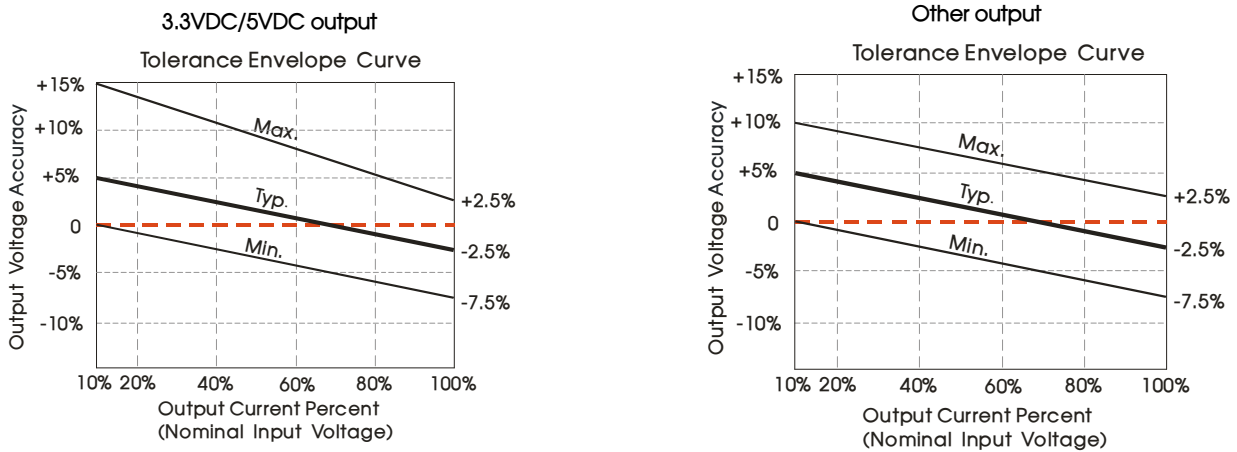 3.3VDC/5VDC output
Tolerance Envelope Curve
Output Voltage Accuracy
+15%
+10%
+5%
0
-5%
-10%
Max.
Typ.
Min.
+2.5%
-2.5%
-7.5%
10% 20% 40% 60% 80% 100%
Output Current Percent
(Nominal Input Voltage)
Other output
Tolerance Envelope Curve
Output Voltage Accuracy
+15%
+10%
+5%
0
-5%
-10%
Max.
Typ.
Min.
+2.5%
-2.5%
-7.5%
10% 20% 40% 60% 80% 100%
Output Current Percent
(Nominal Input Voltage)